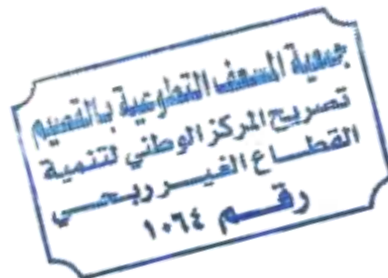 جمعية المسعف التطوعية بالقصيم
تصريح المركز الوطني لتنمية
القطاع الغير ربحي
رقم ١٠٦٤